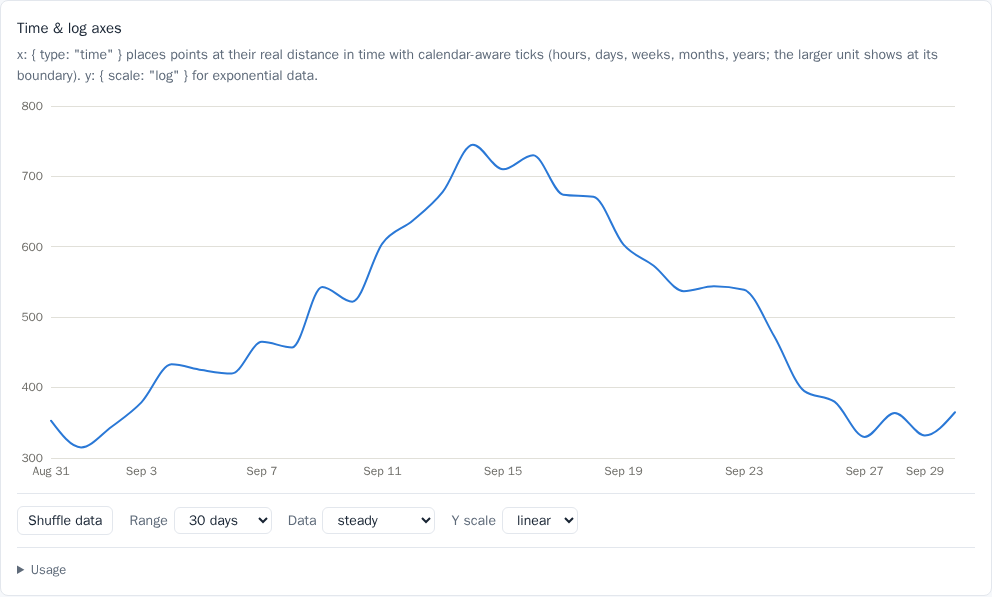 Time & log axes
x: { type: "time" } places points at their real distance in time with calendar-aware ticks (hours, days, weeks, months, years; the larger unit shows at its
boundary). y: { scale: "log" } for exponential data.
800
700
600
500
400
300
Aug 31 Sep 3 Sep 7 Sep 11 Sep 15 Sep 19 Sep 23 Sep 27 Sep 29
Shuffle data Range 30 days Data steady Y scale linear
Usage